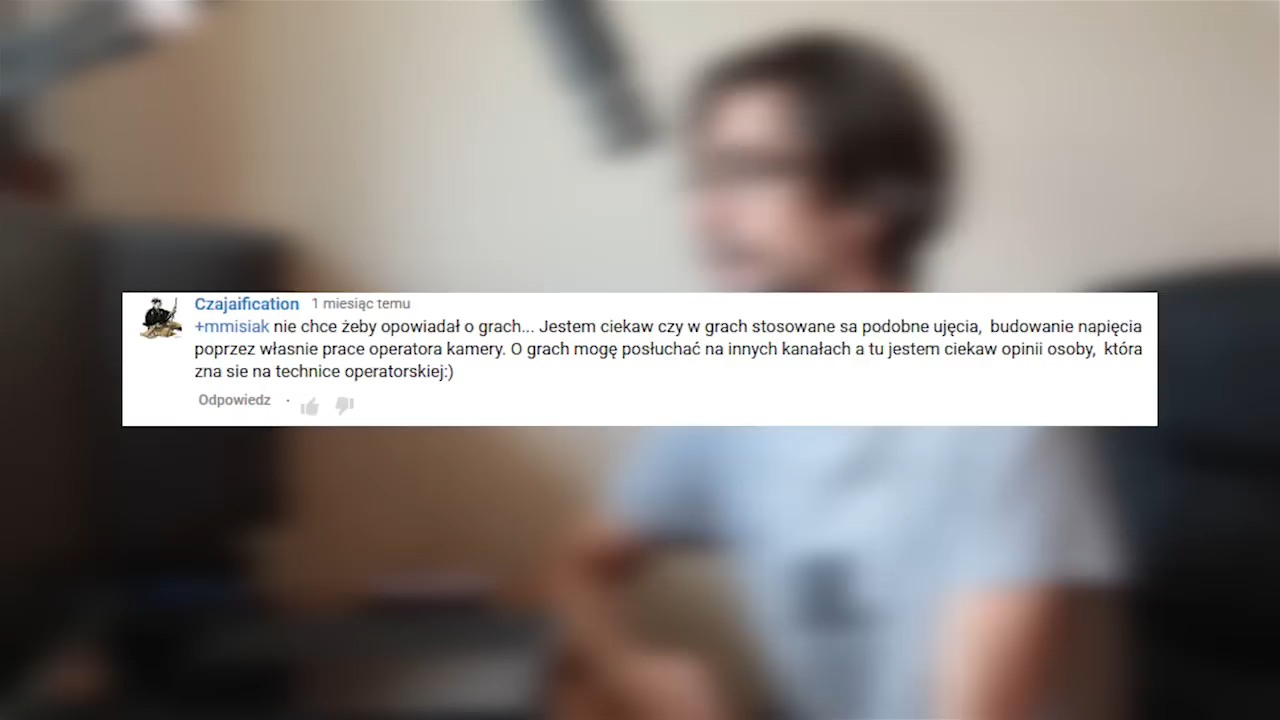 Czajaification 1 miesiąc temu
+mmisiak nie chce żeby opowiadał o grach... Jestem ciekaw czy w grach stosowane sa podobne ujęcia, budowanie napięcia
poprzez własnie prace operatora kamery. O grach mogę posłuchać na innych kanałach a tu jestem ciekaw opinii osoby, która
zna sie na technice operatorskiej:)
Odpowiedz ·